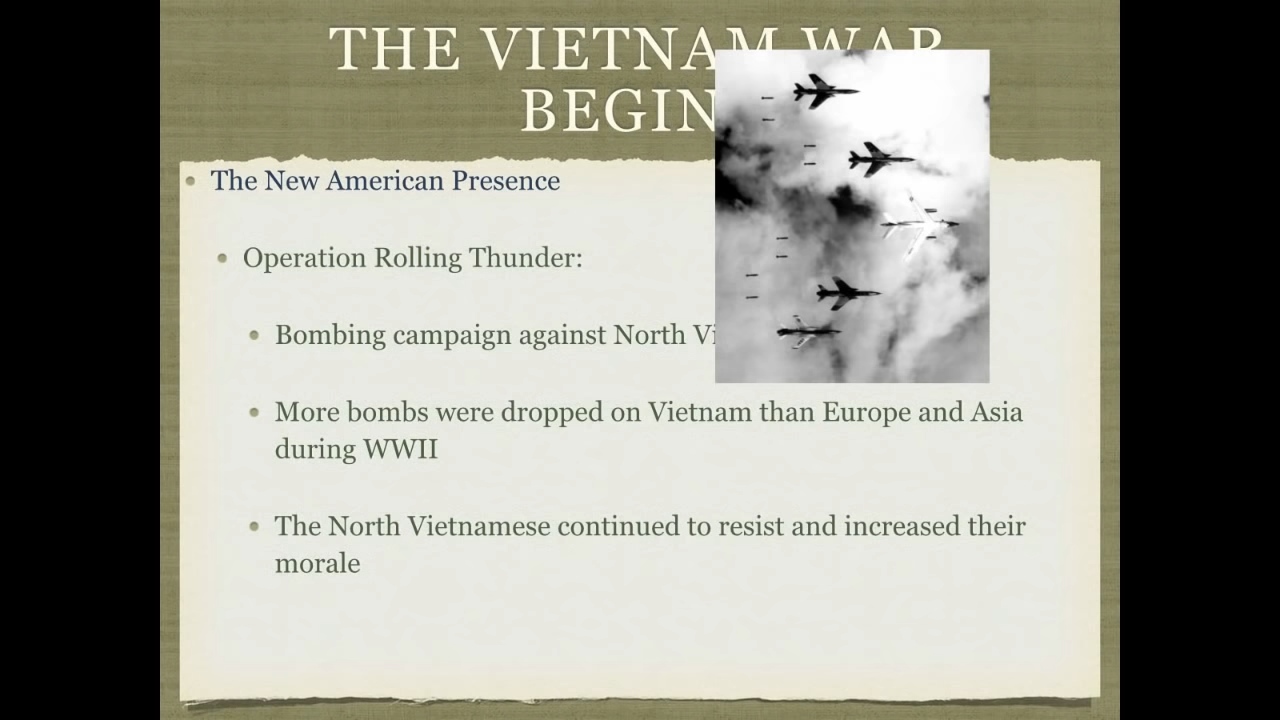 THE VIETNAM WAR
BEGIN
The New American Presence
Operation Rolling Thunder:
Bombing campaign against North Vi
More bombs were dropped on Vietnam than Europe and Asia
during WWII
The North Vietnamese continued to resist and increased their
morale